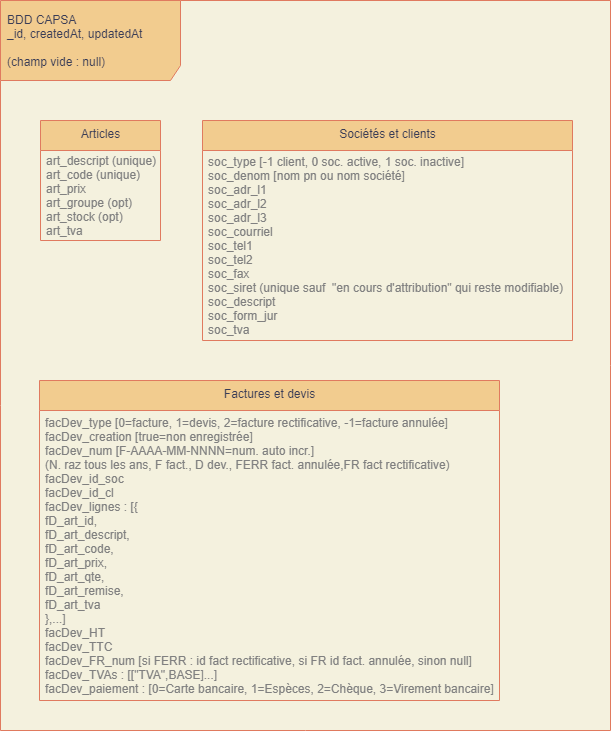 BDD CAPSA
_id, createdAt, updatedAt
(champ vide : null)
Articles
art_descript (unique)
art_code (unique)
art_prix
art_groupe (opt)
art_stock (opt)
art_tva
Sociétés et clients
soc_type [-1 client, 0 soc. active, 1 soc. inactive]
soc_denom [nom pn ou nom société]
soc_adr_l1
soc_adr_l2
soc_adr_l3
soc_courriel
soc_tel1
soc_tel2
soc_fax
soc_siret (unique sauf "en cours d'attribution" qui reste modifiable)
soc_descript
soc_form_jur
soc_tva
Factures et devis
facDev_type [0=facture, 1=devis, 2=facture rectificative, -1=facture annulée]
facDev_creation [true=non enregistrée]
facDev_num [F-AAAA-MM-NNNN=num. auto incr.]
(N. raz tous les ans, F fact., D dev., FERR fact. annulée,FR fact rectificative)
facDev_id_soc
facDev_id_cl
facDev_lignes : [{
fD_art_id,
fD_art_descript,
fD_art_code,
fD_art_prix,
fD_art_qte,
fD_art_remise,
fD_art_tva
},...]
facDev_HT
facDev_TTC
facDev_FR_num [si FERR : id fact rectificative, si FR id fact. annulée, sinon null]
facDev_TVAs : [["TVA",BASE]...]
facDev_paiement : [0=Carte bancaire, 1=Espèces, 2=Chèque, 3=Virement bancaire]